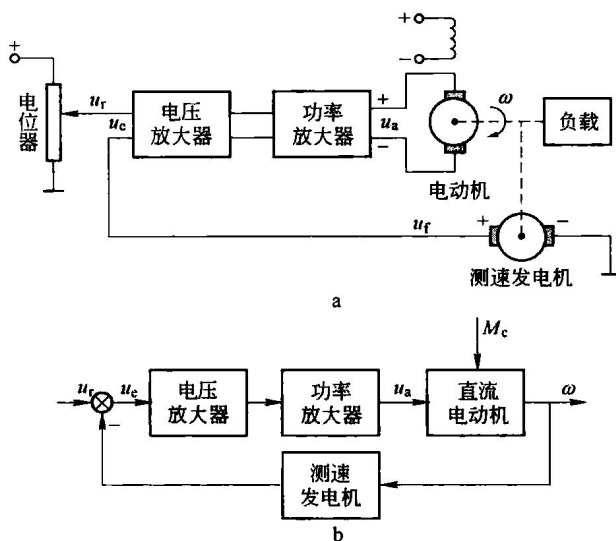 +
+
−
电位器
u_r
u_c
电压
放大器
功率
放大器
+
u_a
−
ω
负载
电动机
u_f
+
−
测速发电机
a
M_c
u_r
u_e
−
电压
放大器
功率
放大器
u_a
直流
电动机
ω
测速
发电机
b